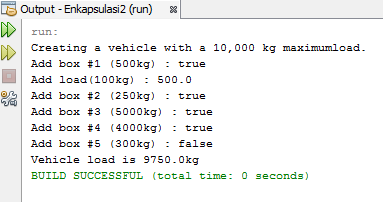 Output - Enkapsulasi2 (run)
run:
Creating a vehicle with a 10,000 kg maximumload.
Add box #1 (500kg) : true
Add load(100kg) : 500.0
Add box #2 (250kg) : true
Add box #3 (5000kg) : true
Add box #4 (4000kg) : true
Add box #5 (300kg) : false
Vehicle load is 9750.0kg
BUILD SUCCESSFUL (total time: 0 seconds)